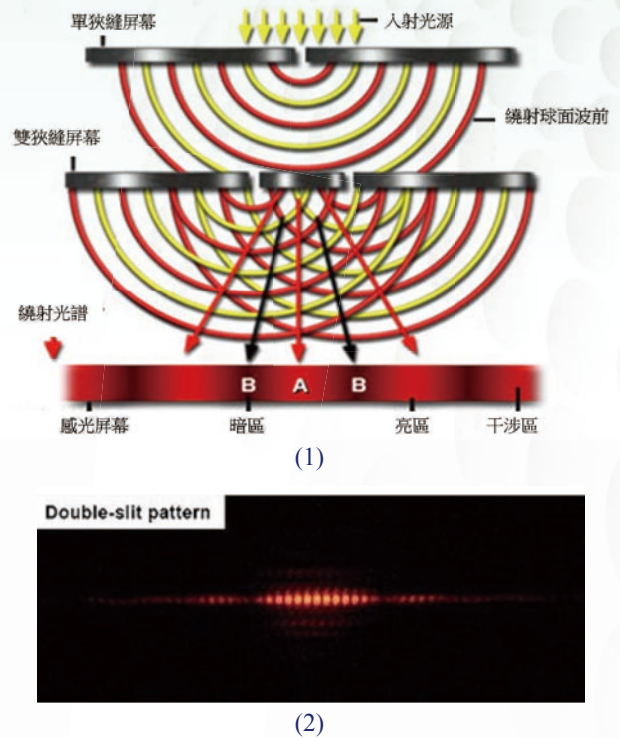 單狹縫屏幕
入射光源
繞射球面波前
雙狹縫屏幕
繞射光譜
B A B
感光屏幕 暗區 亮區 干涉區
(1)
Double-slit pattern
(2)